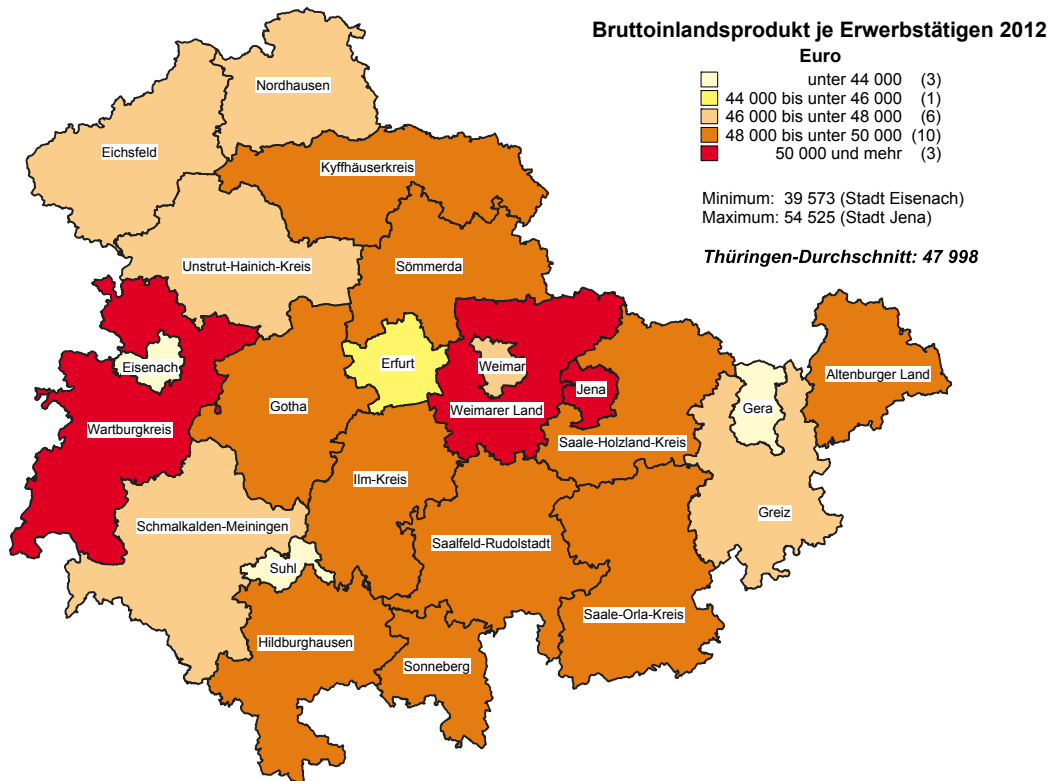 Bruttoinlandsprodukt je Erwerbstätigen 2012
Euro
unter 44 000 (3)
44 000 bis unter 46 000 (1)
46 000 bis unter 48 000 (6)
48 000 bis unter 50 000 (10)
50 000 und mehr (3)
Minimum: 39 573 (Stadt Eisenach)
Maximum: 54 525 (Stadt Jena)
Thüringen-Durchschnitt: 47 998
Nordhausen
Eichsfeld
Kyffhäuserkreis
Unstrut-Hainich-Kreis
Sömmerda
Eisenach
Erfurt
Weimar
Altenburger Land
Jena
Gotha
Weimarer Land
Gera
Wartburgkreis
Saale-Holzland-Kreis
Ilm-Kreis
Greiz
Schmalkalden-Meiningen
Saalfeld-Rudolstadt
Suhl
Saale-Orla-Kreis
Hildburghausen
Sonneberg